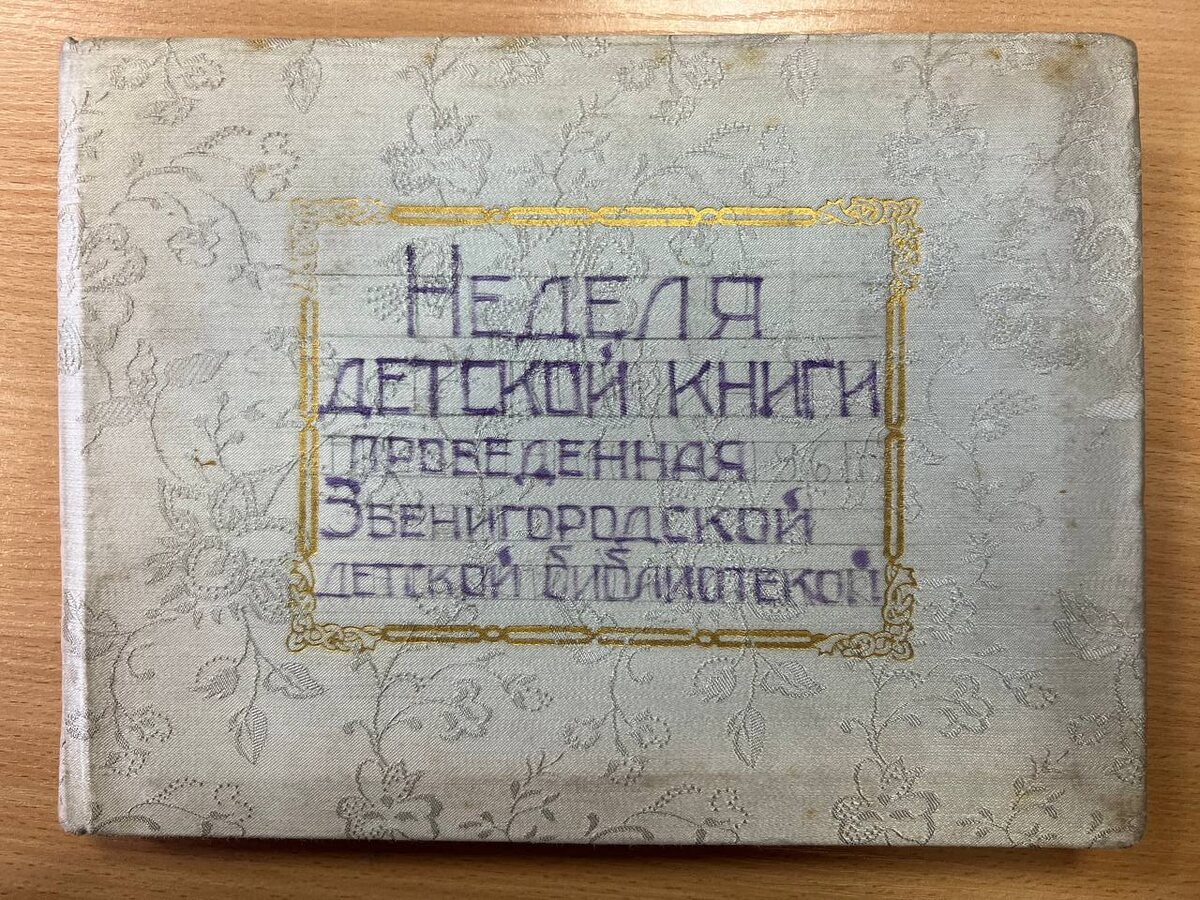 Неделя
детской книги
проведенная
Звенигородской
детской библиотекой